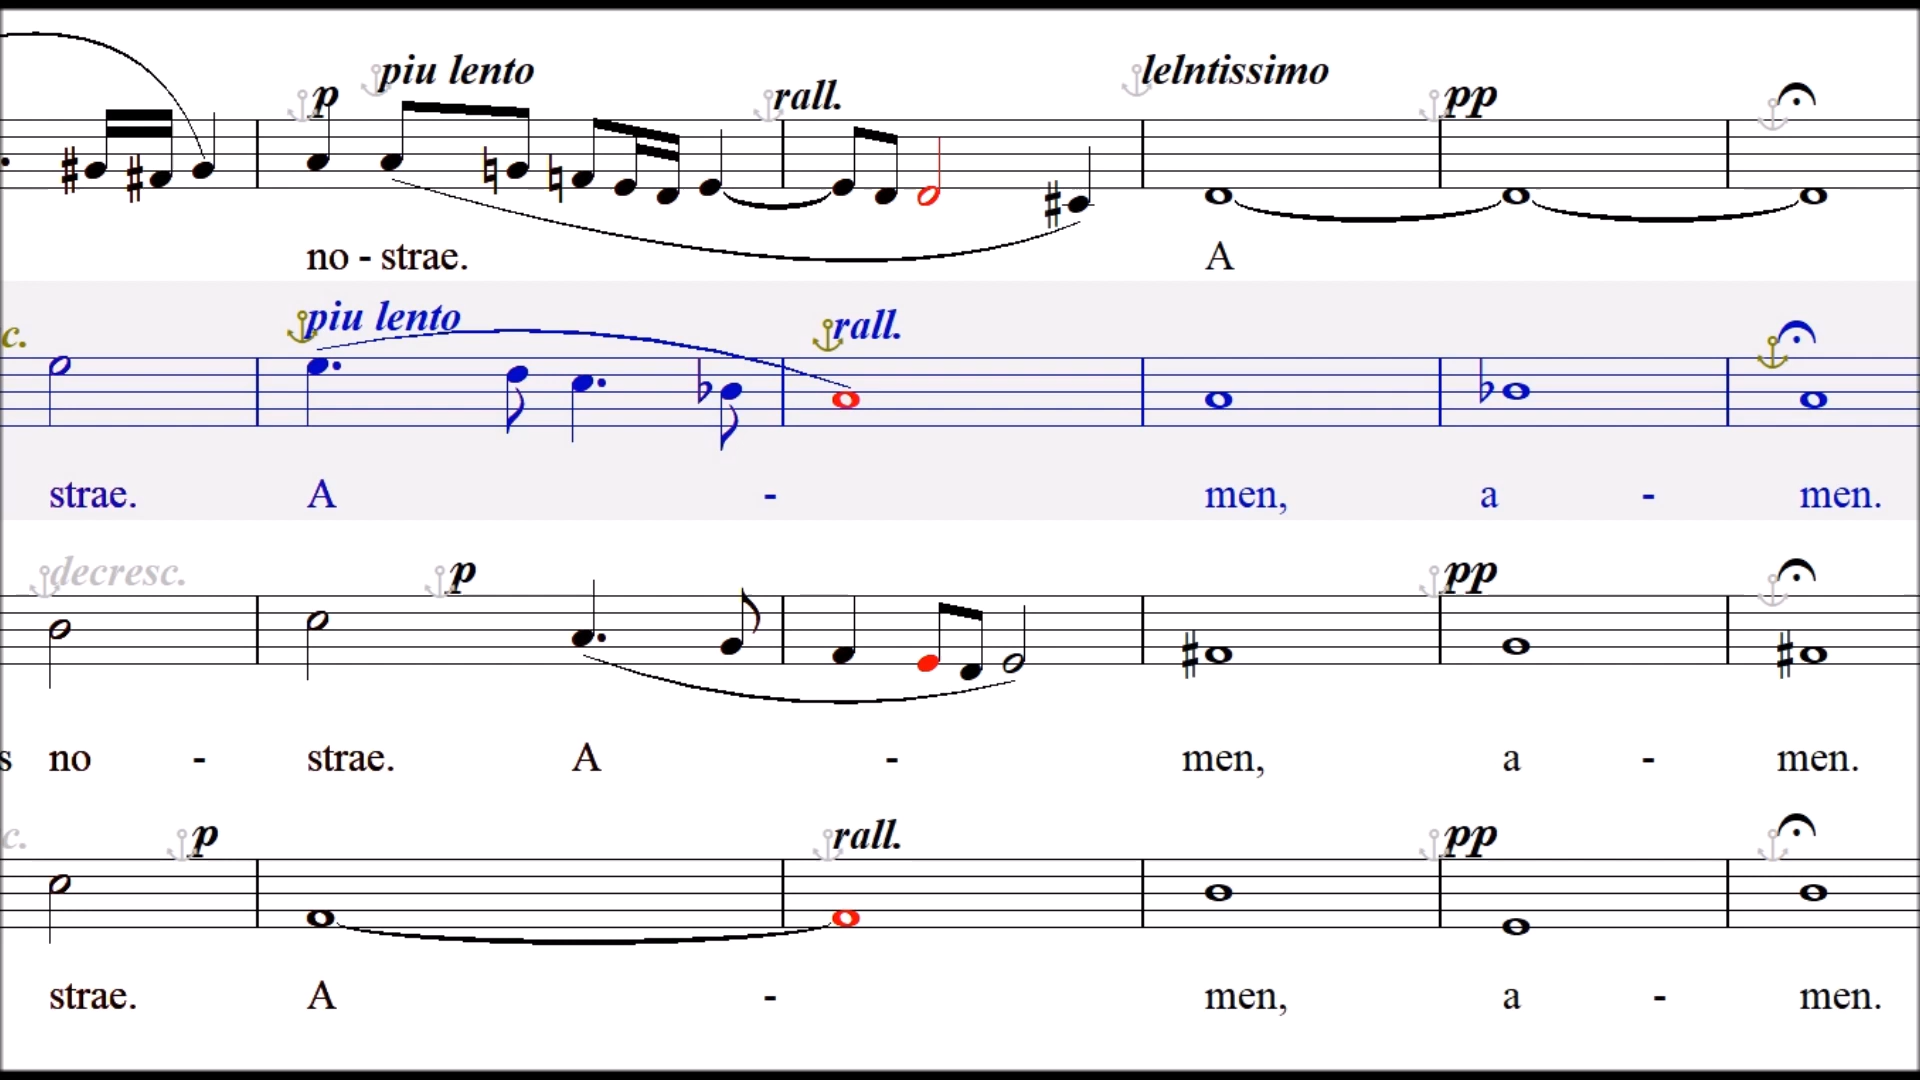 piu lento lelntissimo
p rall. pp
no - strae. A
piu lento rall.
c.
strae. A - men, a - men.
decresc. p pp
s no - strae. A - men, a - men.
c. p rall. pp
strae. A - men, a - men.